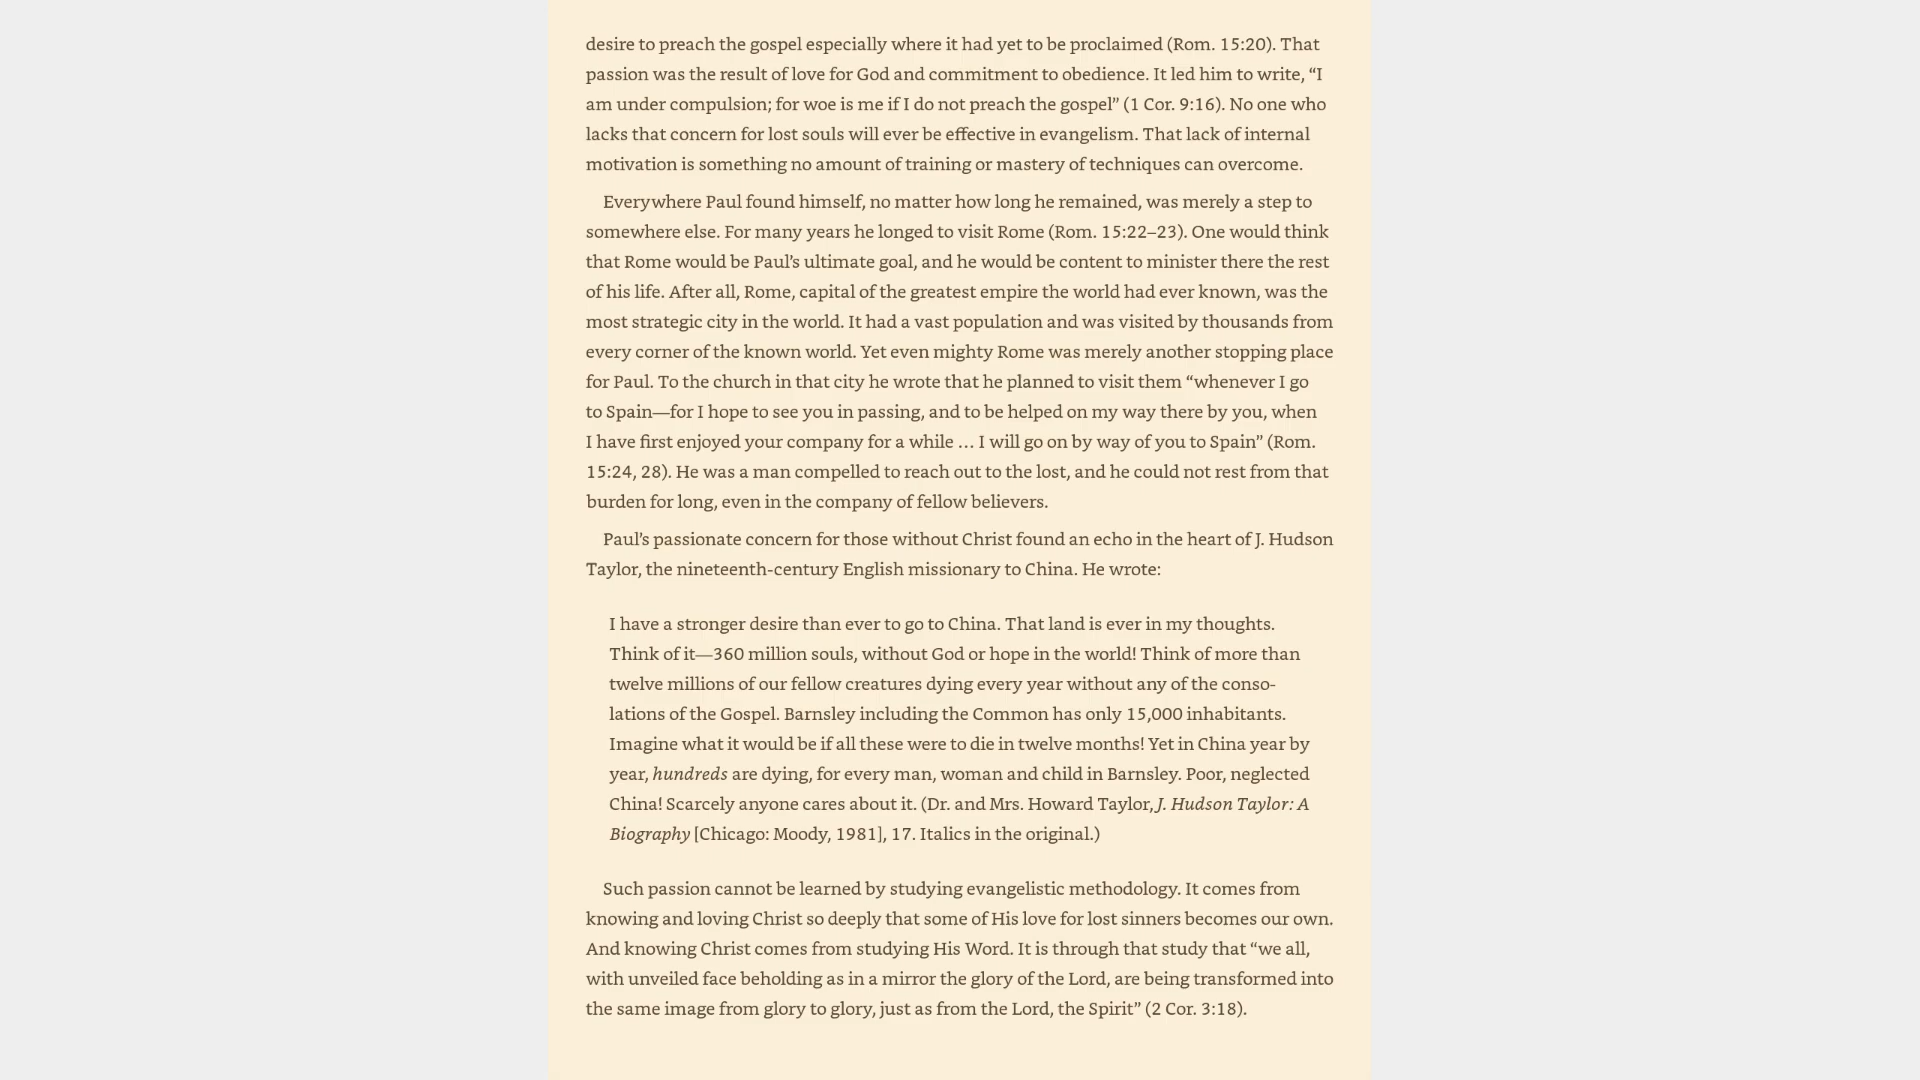 desire to preach the gospel especially where it had yet to be proclaimed (Rom. 15:20). That
passion was the result of love for God and commitment to obedience. It led him to write, “I
am under compulsion; for woe is me if I do not preach the gospel” (1 Cor. 9:16). No one who
lacks that concern for lost souls will ever be effective in evangelism. That lack of internal
motivation is something no amount of training or mastery of techniques can overcome.
Everywhere Paul found himself, no matter how long he remained, was merely a step to
somewhere else. For many years he longed to visit Rome (Rom. 15:22–23). One would think
that Rome would be Paul’s ultimate goal, and he would be content to minister there the rest
of his life. After all, Rome, capital of the greatest empire the world had ever known, was the
most strategic city in the world. It had a vast population and was visited by thousands from
every corner of the known world. Yet even mighty Rome was merely another stopping place
for Paul. To the church in that city he wrote that he planned to visit them “whenever I go
to Spain—for I hope to see you in passing, and to be helped on my way there by you, when
I have first enjoyed your company for a while … I will go on by way of you to Spain” (Rom.
15:24, 28). He was a man compelled to reach out to the lost, and he could not rest from that
burden for long, even in the company of fellow believers.
Paul’s passionate concern for those without Christ found an echo in the heart of J. Hudson
Taylor, the nineteenth-century English missionary to China. He wrote:
I have a stronger desire than ever to go to China. That land is ever in my thoughts.
Think of it—360 million souls, without God or hope in the world! Think of more than
twelve millions of our fellow creatures dying every year without any of the conso-
lations of the Gospel. Barnsley including the Common has only 15,000 inhabitants.
Imagine what it would be if all these were to die in twelve months! Yet in China year by
year, hundreds are dying, for every man, woman and child in Barnsley. Poor, neglected
China! Scarcely anyone cares about it. (Dr. and Mrs. Howard Taylor, J. Hudson Taylor: A
Biography [Chicago: Moody, 1981], 17. Italics in the original.)
Such passion cannot be learned by studying evangelistic methodology. It comes from
knowing and loving Christ so deeply that some of His love for lost sinners becomes our own.
And knowing Christ comes from studying His Word. It is through that study that “we all,
with unveiled face beholding as in a mirror the glory of the Lord, are being transformed into
the same image from glory to glory, just as from the Lord, the Spirit” (2 Cor. 3:18).